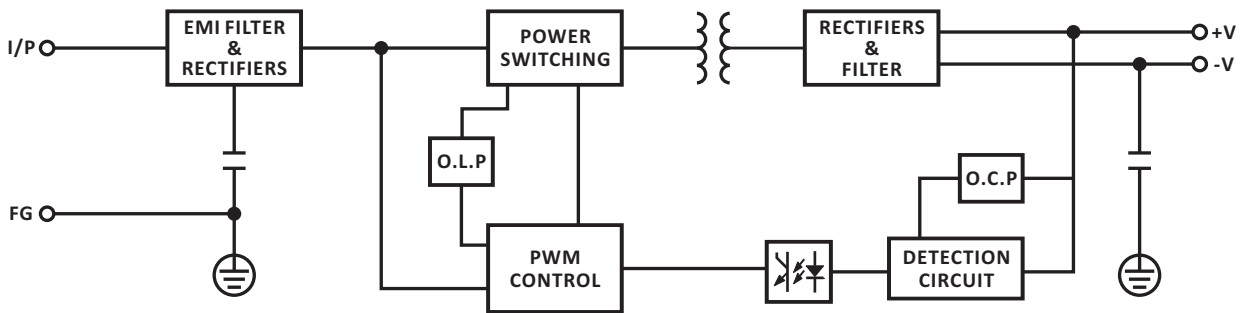 I/P
EMI FILTER
&
RECTIFIERS
POWER
SWITCHING
RECTIFIERS
&
FILTER
+V
-V
O.L.P
O.C.P
FG
PWM
CONTROL
DETECTION
CIRCUIT